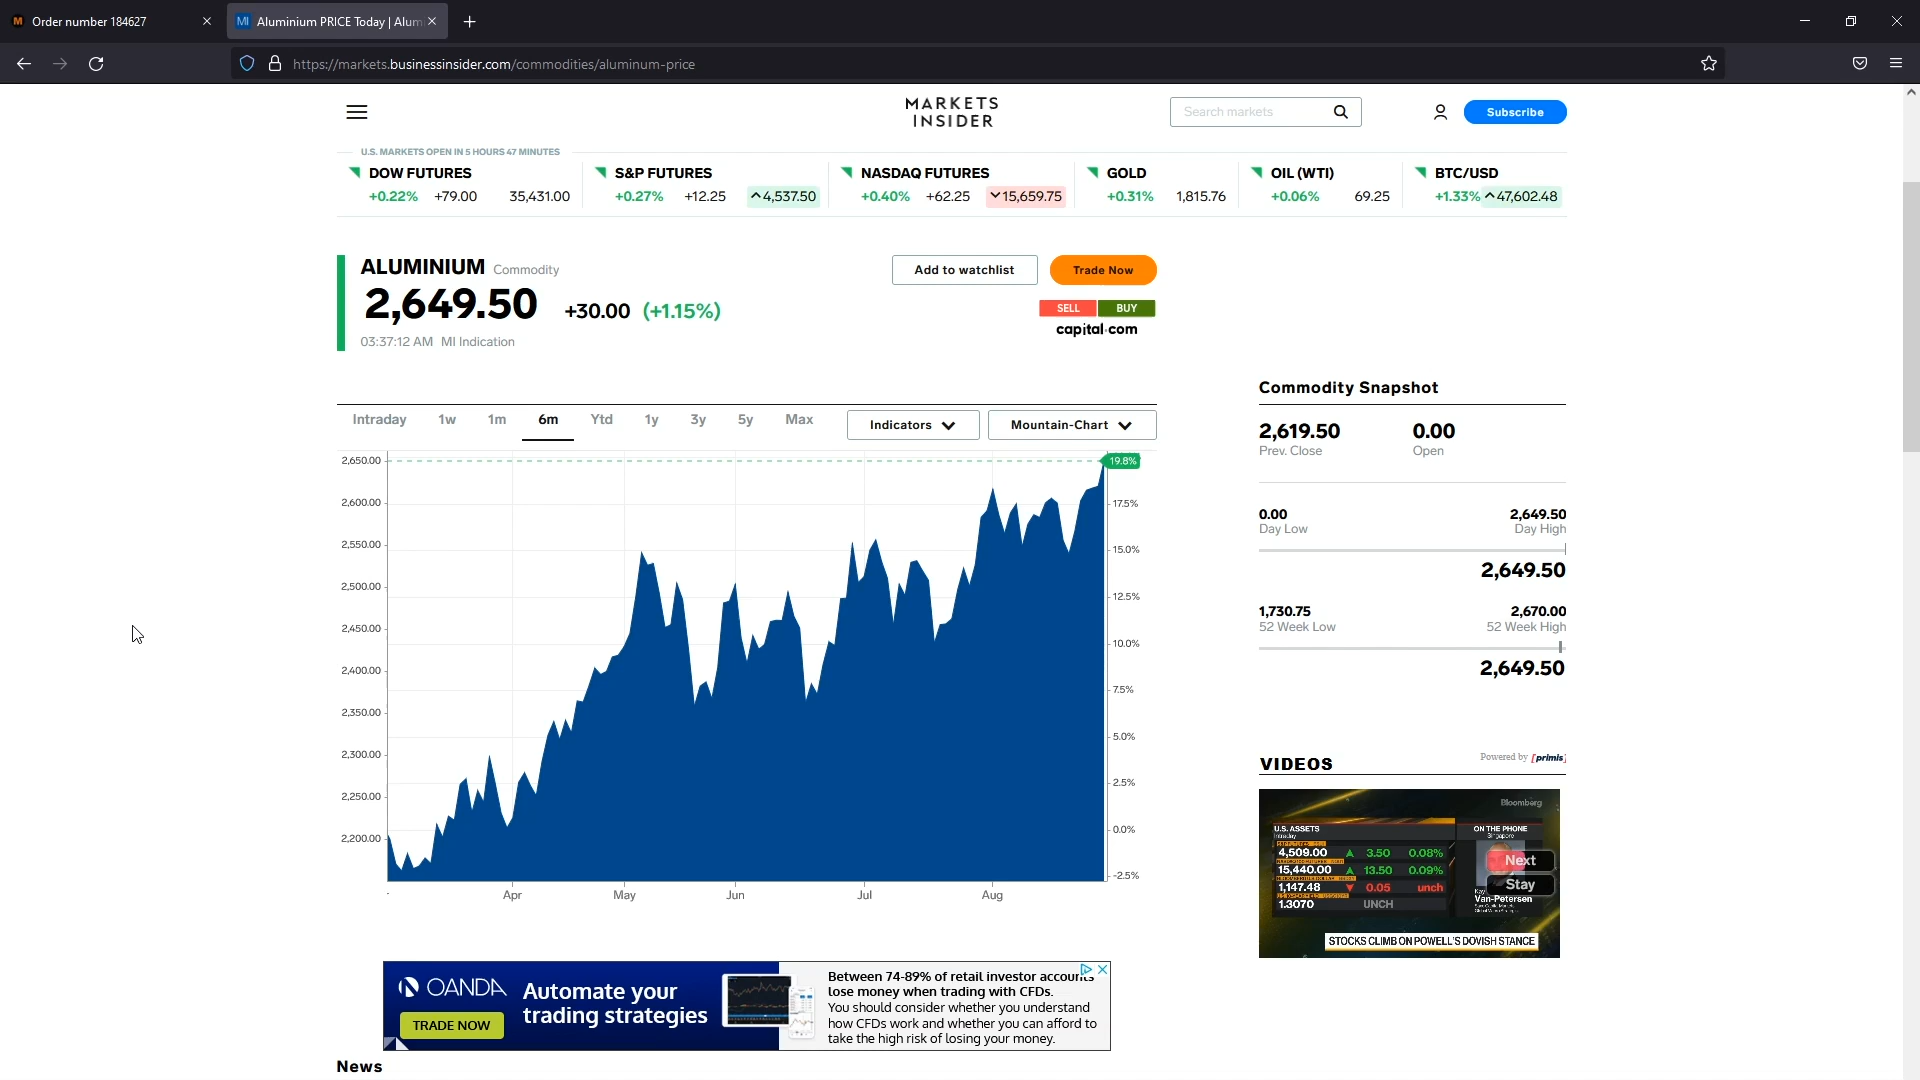 Order number 184627
Aluminium PRICE Today | Alum
https://markets.businessinsider.com/commodities/aluminum-price
MARKETS
INSIDER
Search markets
Subscribe
U.S. MARKETS OPEN IN 5 HOURS 47 MINUTES
DOW FUTURES
+0.22% +79.00 35,431.00
S&P FUTURES
+0.27% +12.25 4,537.50
NASDAQ FUTURES
+0.40% +62.25 15,659.75
GOLD
+0.31% 1,815.76
OIL (WTI)
+0.06% 69.25
BTC/USD
+1.33% 47,602.48
ALUMINIUM Commodity
2,649.50 +30.00 (+1.15%)
03:37:12 AM MI Indication
Add to watchlist
Trade Now
SELL BUY
capital.com
Intraday 1w 1m 6m Ytd 1y 3y 5y Max
Indicators
Mountain-Chart
2,650.00
2,600.00
2,550.00
2,500.00
2,450.00
2,400.00
2,350.00
2,300.00
2,250.00
2,200.00
19.8%
17.5%
15.0%
12.5%
10.0%
7.5%
5.0%
2.5%
0.0%
-2.5%
Apr May Jun Jul Aug
Commodity Snapshot
2,619.50 0.00
Prev. Close Open
0.00 2,649.50
Day Low Day High
2,649.50
1,730.75 2,670.00
52 Week Low 52 Week High
2,649.50
VIDEOS
Powered by [primis]
Bloomberg
U.S. ASSETS
Intraday
4,509.00 3.50 0.08%
15,440.00 13.50 0.09%
1,147.48 0.05 unch
1.3070 UNCH
ON THE PHONE
Singapore
Next
Stay
Van-Petersen
STOCKS CLIMB ON POWELL'S DOVISH STANCE
OANDA
TRADE NOW
Automate your
trading strategies
Between 74-89% of retail investor accounts
lose money when trading with CFDs.
You should consider whether you understand
how CFDs work and whether you can afford to
take the high risk of losing your money.
News